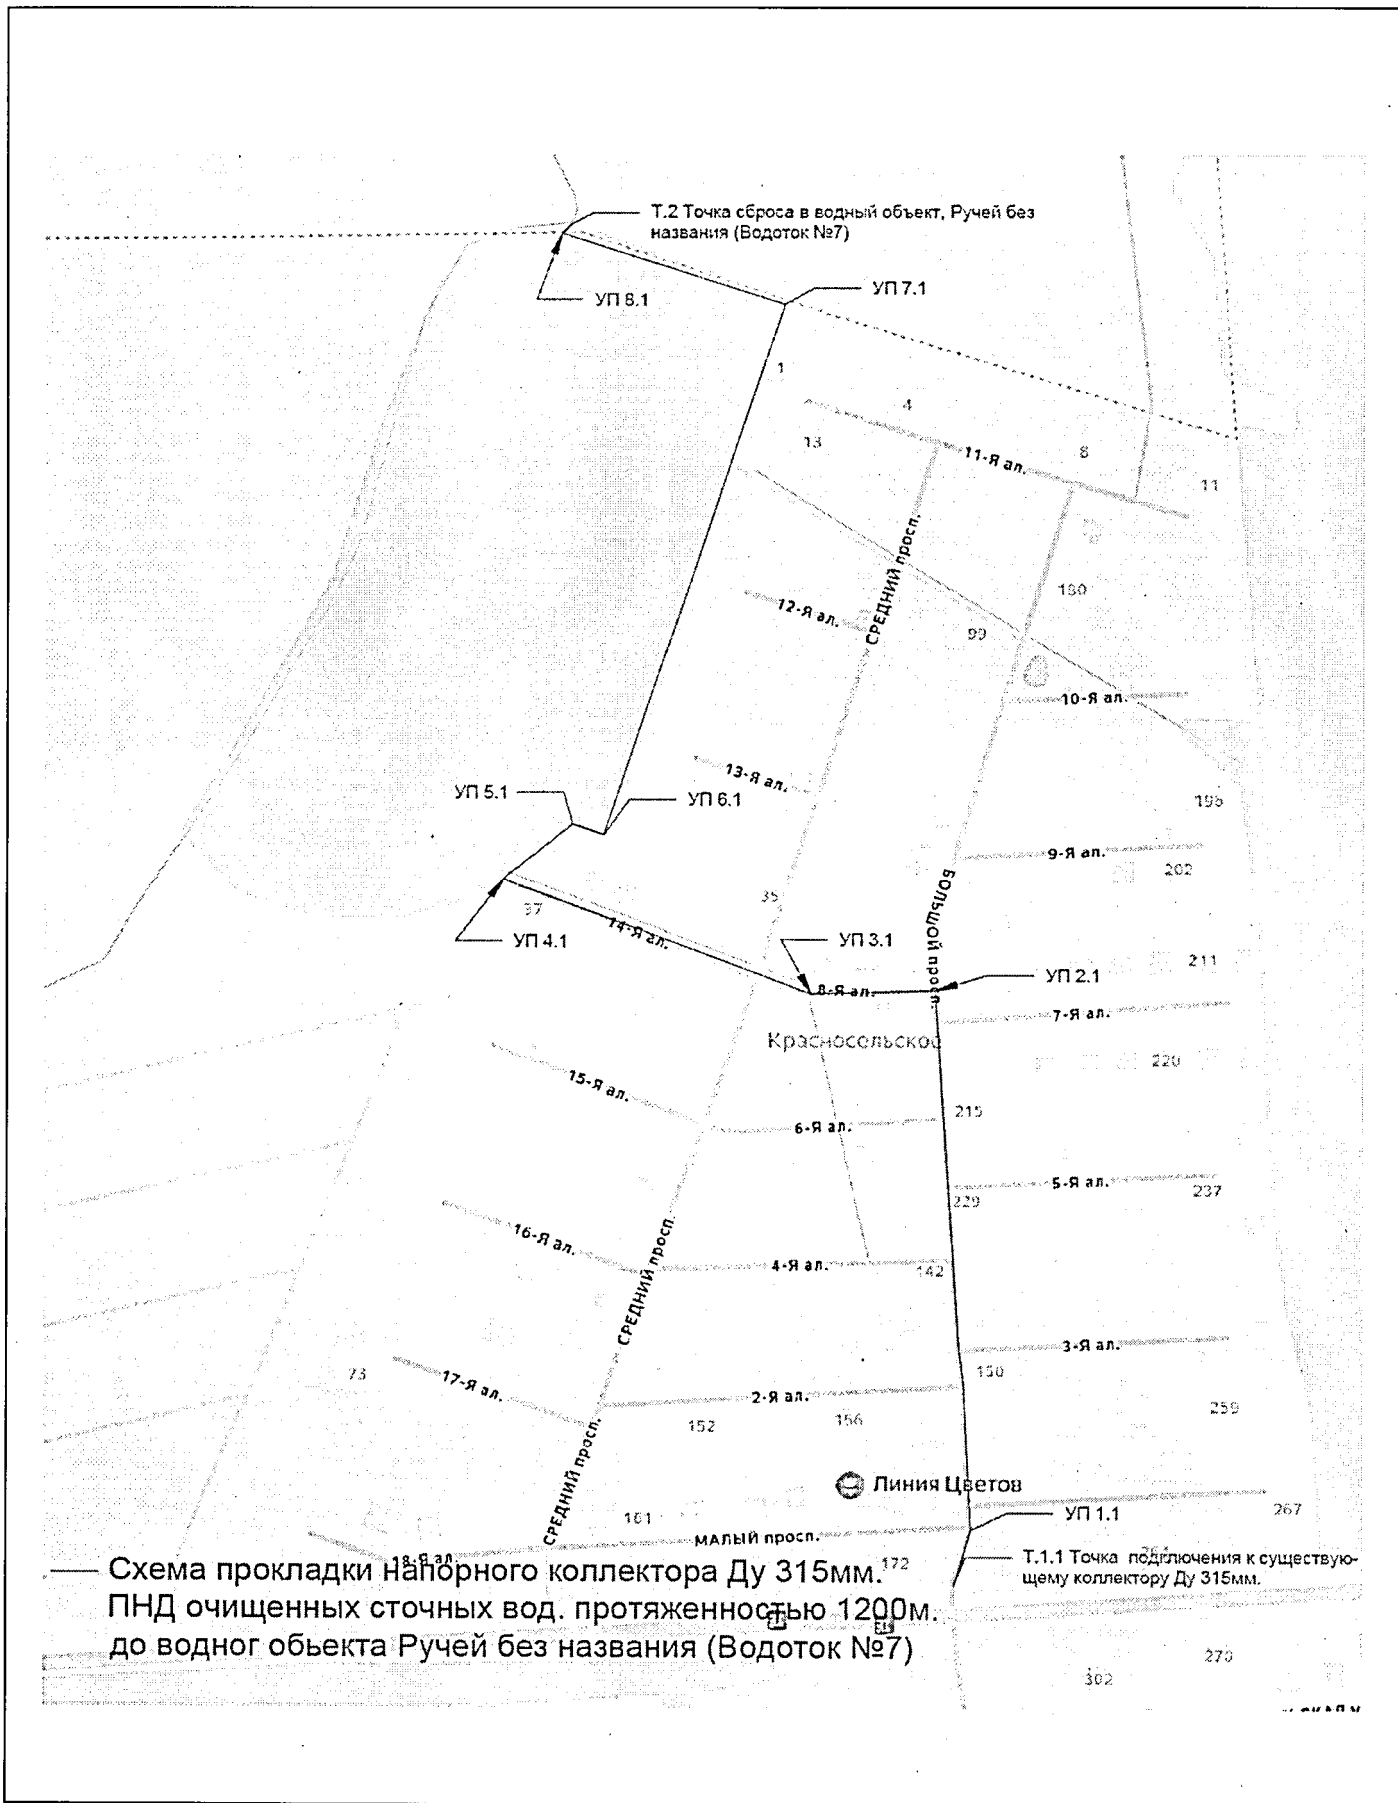 Т.2 Точка сброса в водный объект, Ручей без
названия (Водоток №7)
УП 8.1
УП 7.1
1
4
13
11-Я ал.
8
11
СРЕДНИЙ просп.
12-Я ал.
99
180
10-Я ал.
13-Я ал.
УП 5.1
УП 6.1
195
9-Я ал.
202
БОЛЬШОЙ просп.
35
37
14-Я ал.
УП 4.1
УП 3.1
211
УП 2.1
8-Я ал.
7-Я ал.
Красносельское
220
15-Я ал.
215
6-Я ал.
5-Я ал.
229
237
16-Я ал.
СРЕДНИЙ просп.
4-Я ал.
142
3-Я ал.
73
17-Я ал.
150
2-Я ал.
259
152
156
СРЕДНИЙ просп.
Линия Цветов
267
161
УП 1.1
МАЛЫЙ просп.
18-Я ал.
172
Т.1.1 Точка подключения к существую-
щему коллектору Ду 315мм.
Схема прокладки напорного коллектора Ду 315мм.
ПНД очищенных сточных вод. протяженностью 1200м.
до водног обьекта Ручей без названия (Водоток №7)
270
302